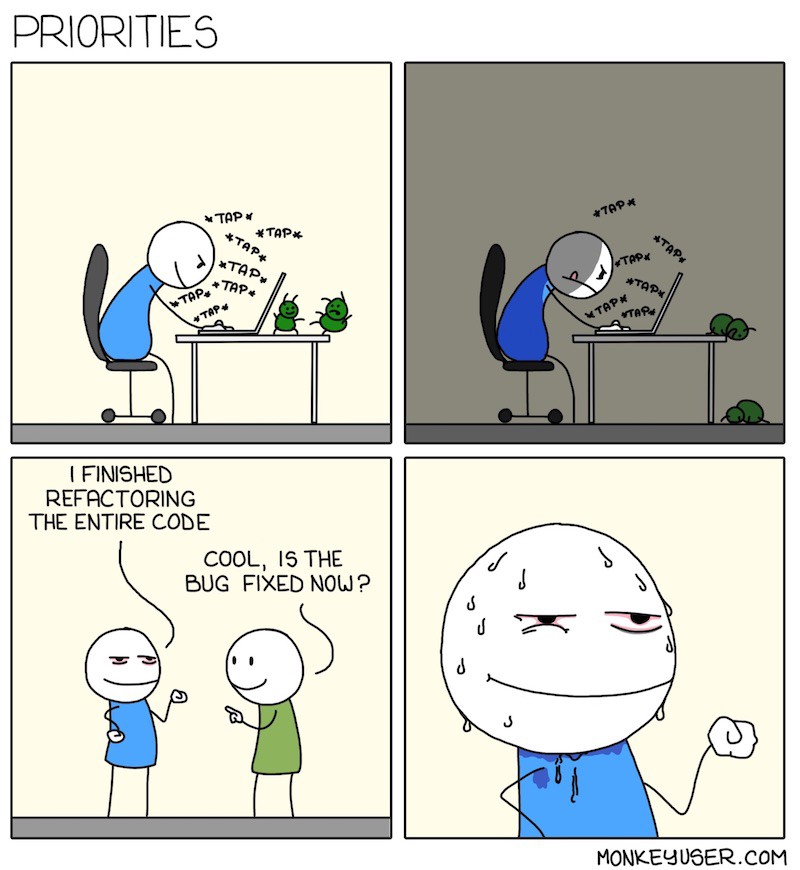 PRIORITIES
*TAP*
*TAP*
*TAP*
*TAP*
*TAP*
*TAP*
*TAP*
*TAP*
*TAP*
*TAP*
*TAP*
*TAP*
*TAP*
I FINISHED
REFACTORING
THE ENTIRE CODE
COOL, IS THE
BUG FIXED NOW?
MONKEYUSER.COM